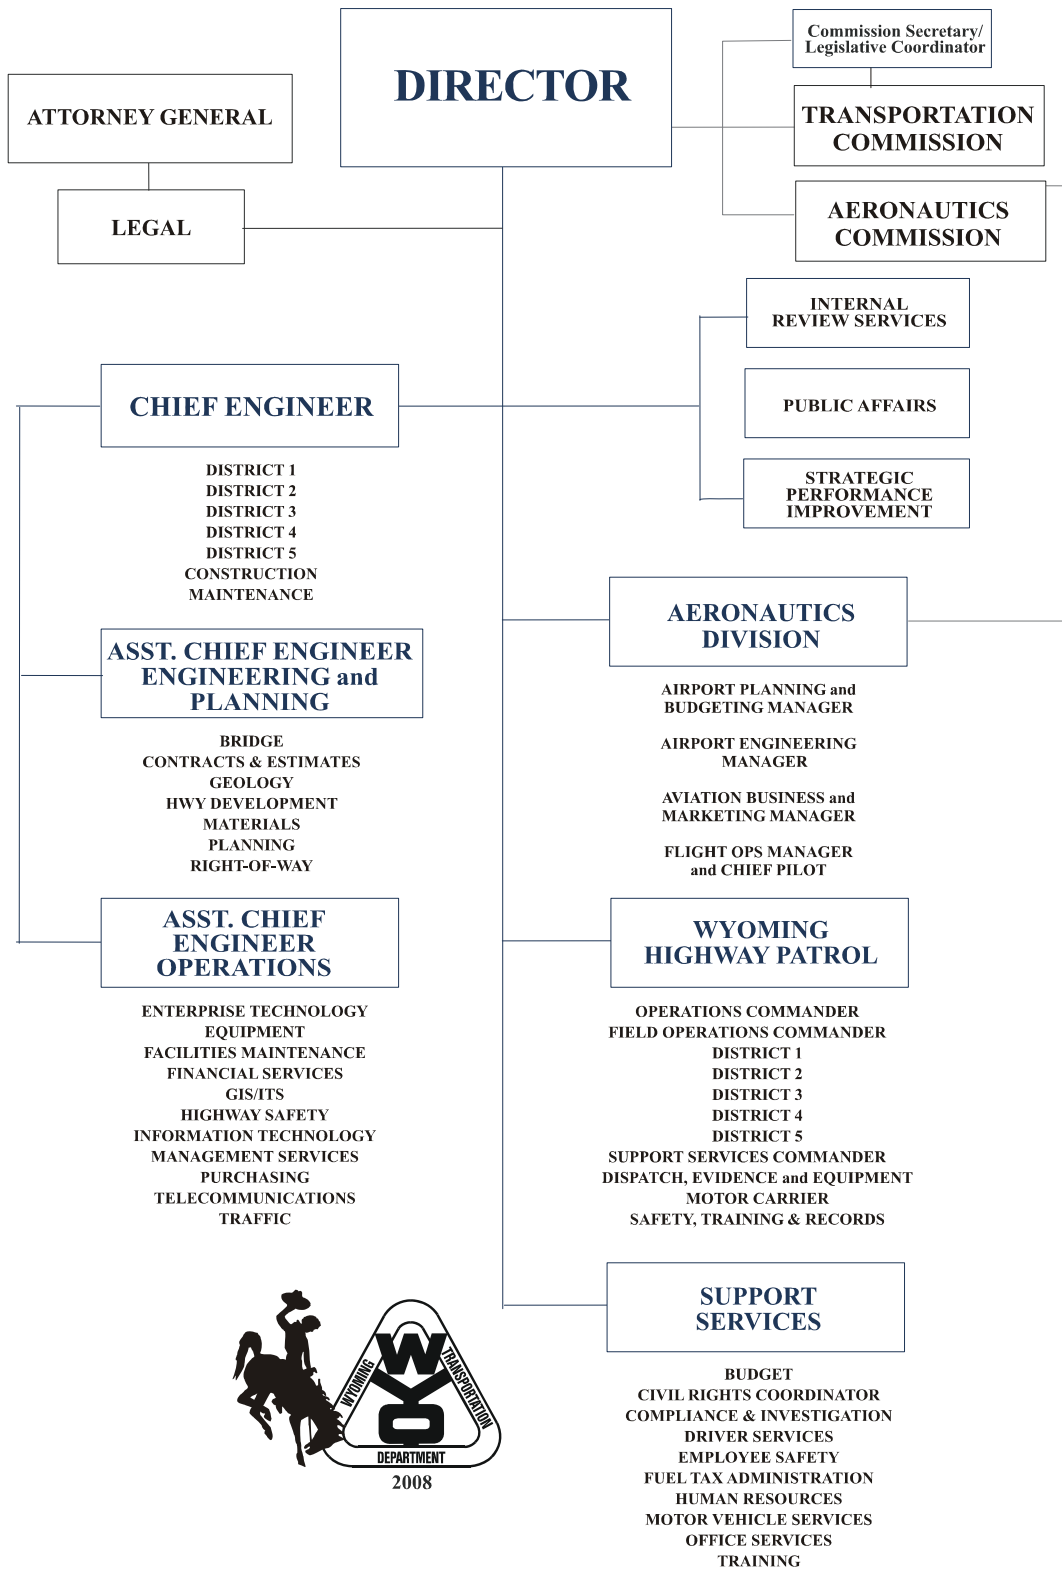 DIRECTOR
Commission Secretary/
Legislative Coordinator
ATTORNEY GENERAL
TRANSPORTATION
COMMISSION
LEGAL
AERONAUTICS
COMMISSION
INTERNAL
REVIEW SERVICES
PUBLIC AFFAIRS
STRATEGIC
PERFORMANCE
IMPROVEMENT
CHIEF ENGINEER
DISTRICT 1
DISTRICT 2
DISTRICT 3
DISTRICT 4
DISTRICT 5
CONSTRUCTION
MAINTENANCE
ASST. CHIEF ENGINEER
ENGINEERING and
PLANNING
BRIDGE
CONTRACTS & ESTIMATES
GEOLOGY
HWY DEVELOPMENT
MATERIALS
PLANNING
RIGHT-OF-WAY
ASST. CHIEF
ENGINEER
OPERATIONS
ENTERPRISE TECHNOLOGY
EQUIPMENT
FACILITIES MAINTENANCE
FINANCIAL SERVICES
GIS/ITS
HIGHWAY SAFETY
INFORMATION TECHNOLOGY
MANAGEMENT SERVICES
PURCHASING
TELECOMMUNICATIONS
TRAFFIC
AERONAUTICS
DIVISION
AIRPORT PLANNING and
BUDGETING MANAGER
AIRPORT ENGINEERING
MANAGER
AVIATION BUSINESS and
MARKETING MANAGER
FLIGHT OPS MANAGER
and CHIEF PILOT
WYOMING
HIGHWAY PATROL
OPERATIONS COMMANDER
FIELD OPERATIONS COMMANDER
DISTRICT 1
DISTRICT 2
DISTRICT 3
DISTRICT 4
DISTRICT 5
SUPPORT SERVICES COMMANDER
DISPATCH, EVIDENCE and EQUIPMENT
MOTOR CARRIER
SAFETY, TRAINING & RECORDS
SUPPORT
SERVICES
BUDGET
CIVIL RIGHTS COORDINATOR
COMPLIANCE & INVESTIGATION
DRIVER SERVICES
EMPLOYEE SAFETY
FUEL TAX ADMINISTRATION
HUMAN RESOURCES
MOTOR VEHICLE SERVICES
OFFICE SERVICES
TRAINING
WYO
WYOMING
TRANSPORTATION
DEPARTMENT
2008